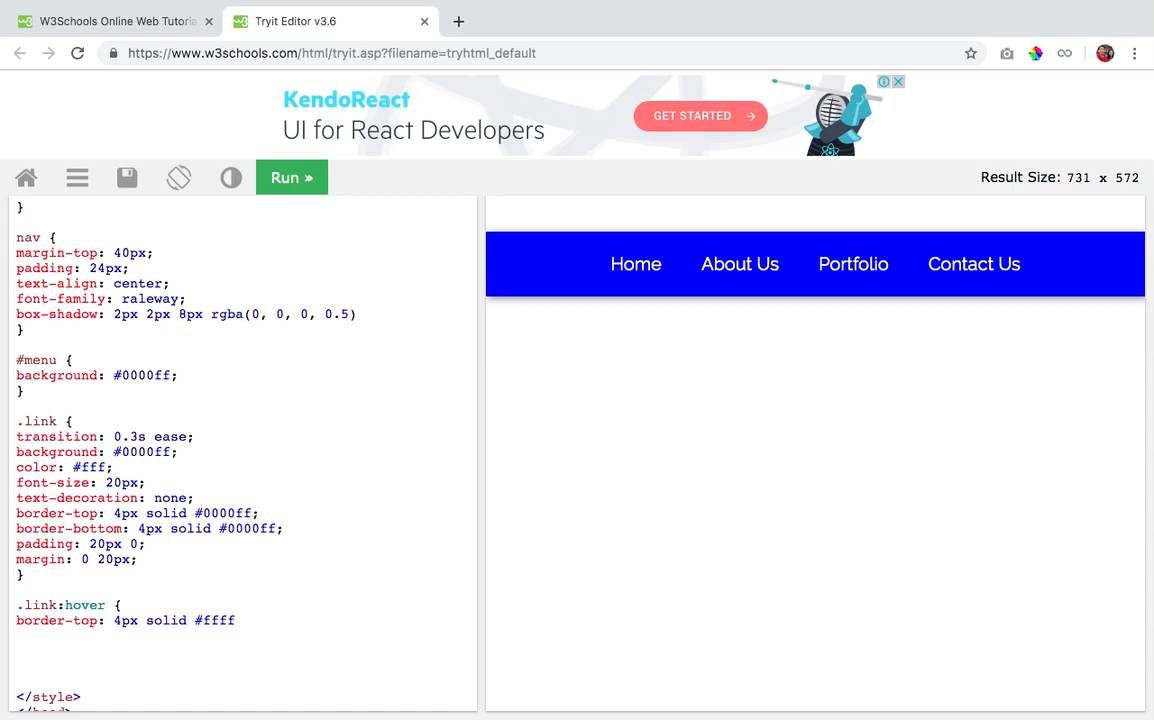 W3Schools Online Web Tutoria
Tryit Editor v3.6
https://www.w3schools.com/html/tryit.asp?filename=tryhtml_default
KendoReact
UI for React Developers
GET STARTED →
Run »
Result Size: 731 x 572
}
nav {
margin-top: 40px;
padding: 24px;
text-align: center;
font-family: raleway;
box-shadow: 2px 2px 8px rgba(0, 0, 0, 0.5)
}
#menu {
background: #0000ff;
}
.link {
transition: 0.3s ease;
background: #0000ff;
color: #fff;
font-size: 20px;
text-decoration: none;
border-top: 4px solid #0000ff;
border-bottom: 4px solid #0000ff;
padding: 20px 0;
margin: 0 20px;
}
.link:hover {
border-top: 4px solid #ffff
</style>
</head>
Home About Us Portfolio Contact Us